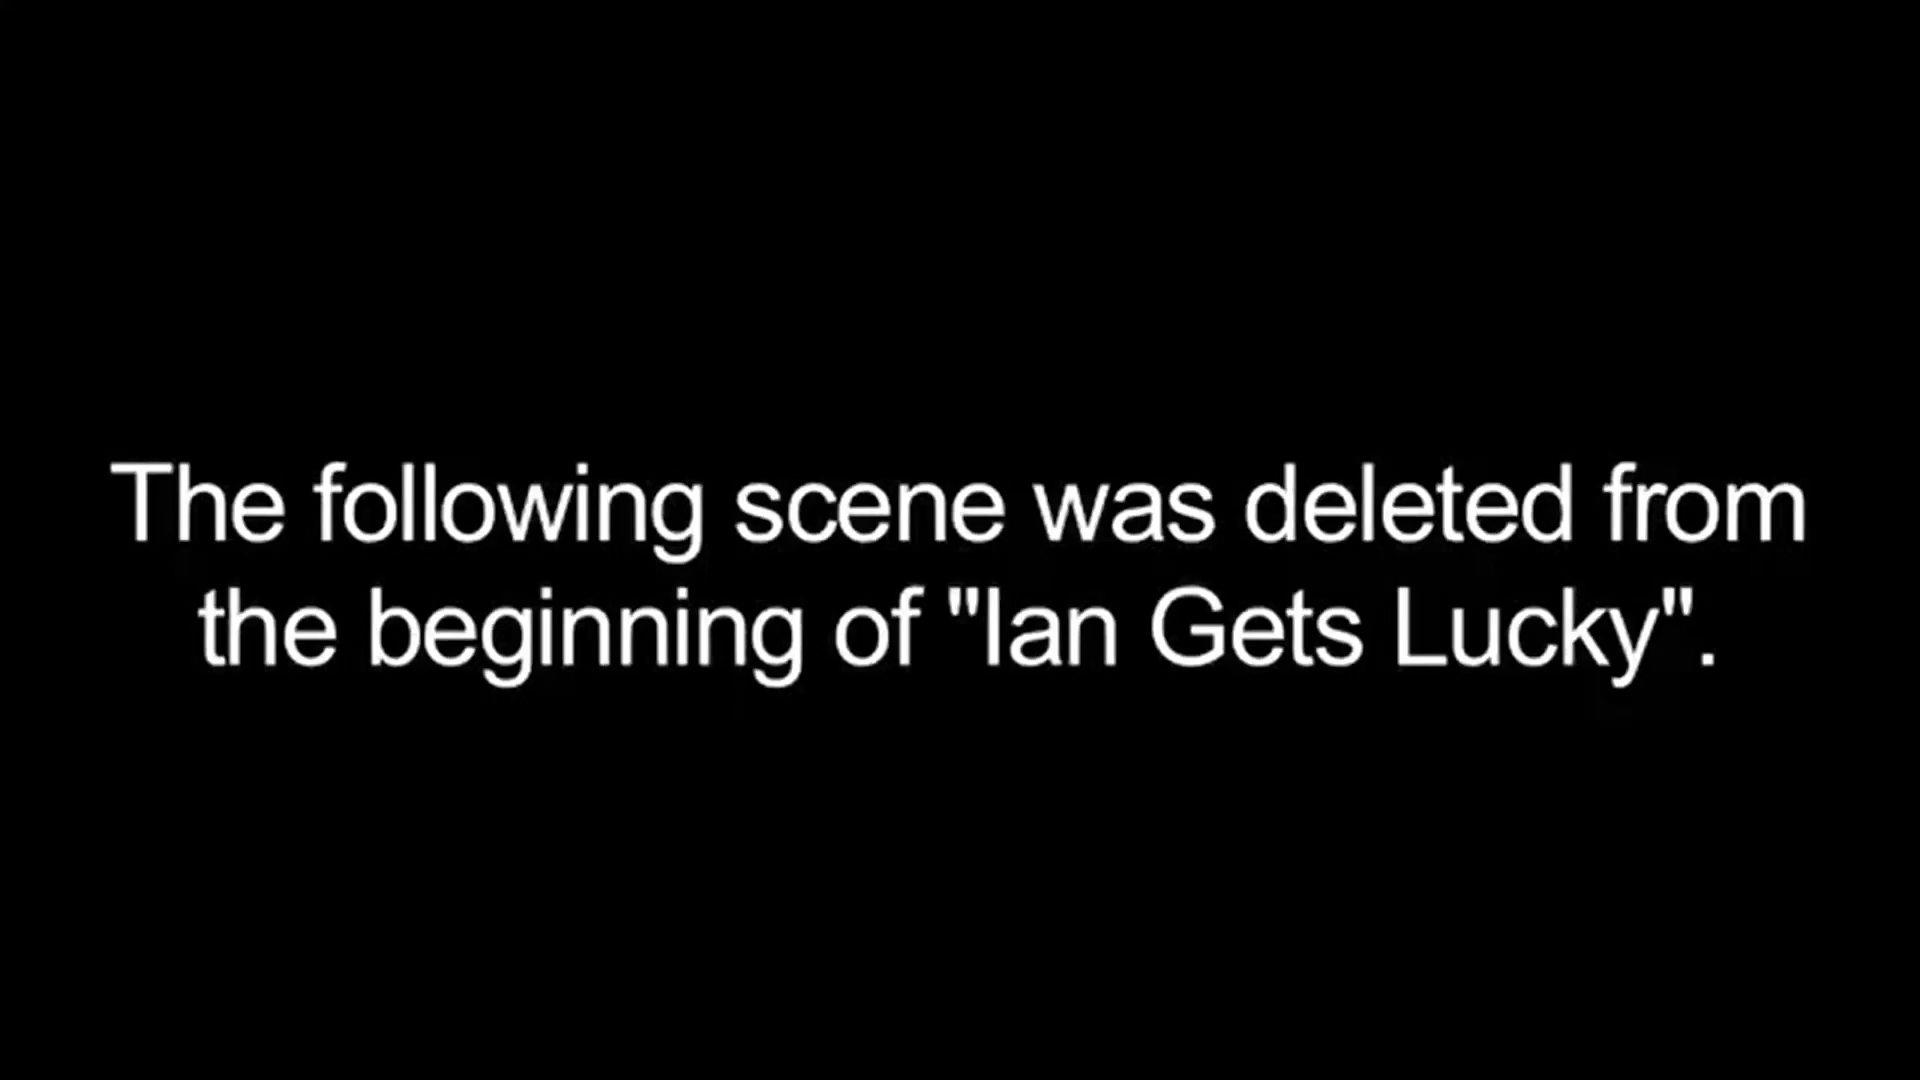 The following scene was deleted from
the beginning of "Ian Gets Lucky".